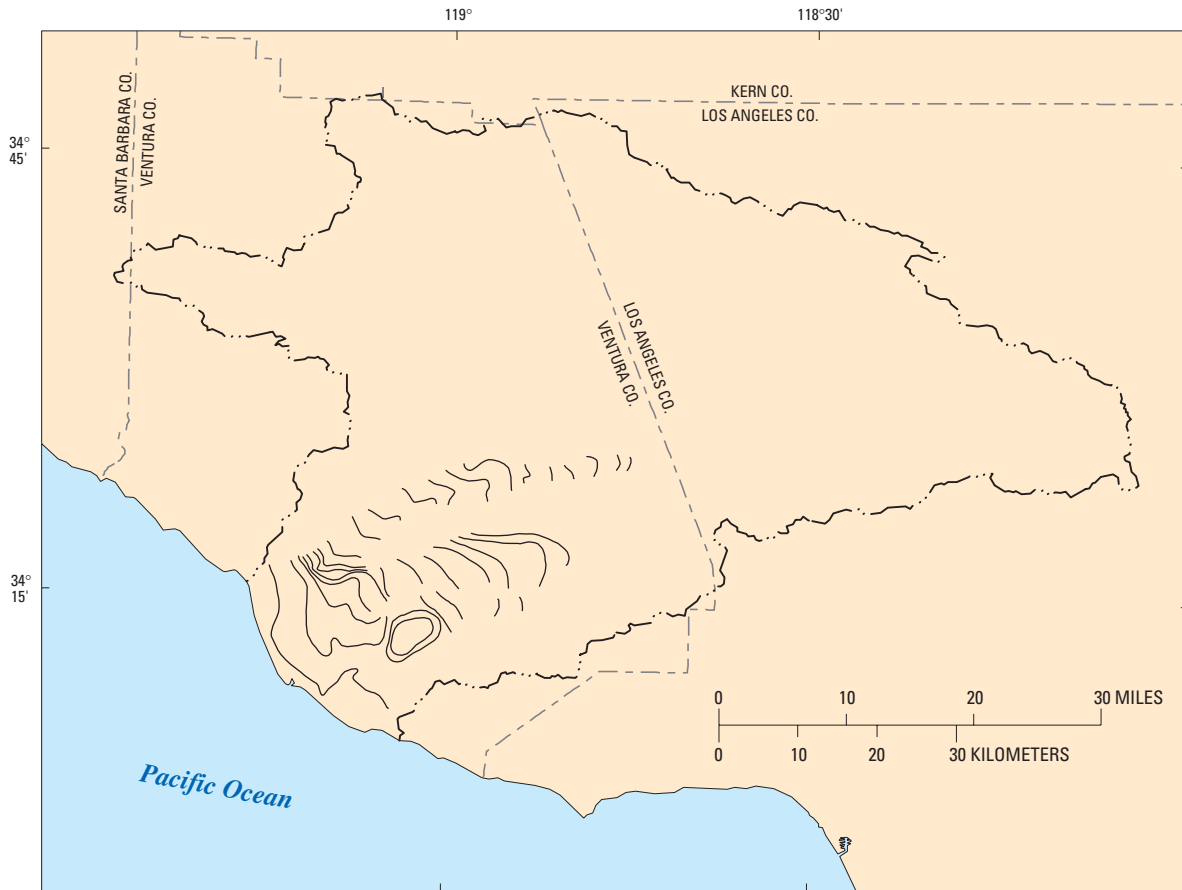 119°
118°30'
34°
45'
SANTA BARBARA CO.
VENTURA CO.
KERN CO.
LOS ANGELES CO.
LOS ANGELES CO.
VENTURA CO.
34°
15'
0 10 20 30 MILES
0 10 20 30 KILOMETERS
Pacific Ocean